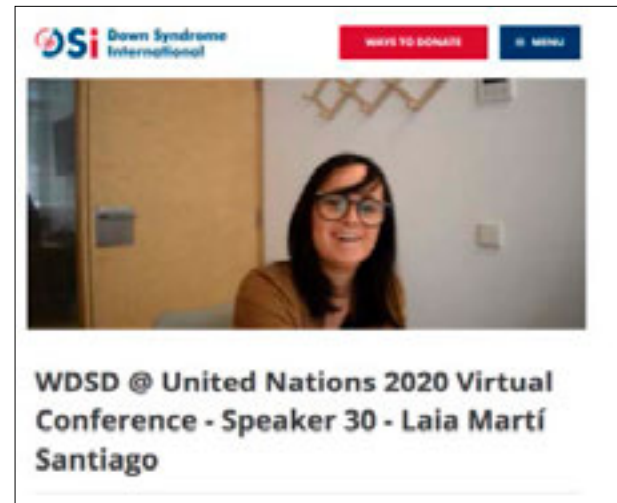 DSi Down Syndrome
International
WAYS TO DONATE
≡ MENU
WDSD @ United Nations 2020 Virtual
Conference - Speaker 30 - Laia Martí
Santiago